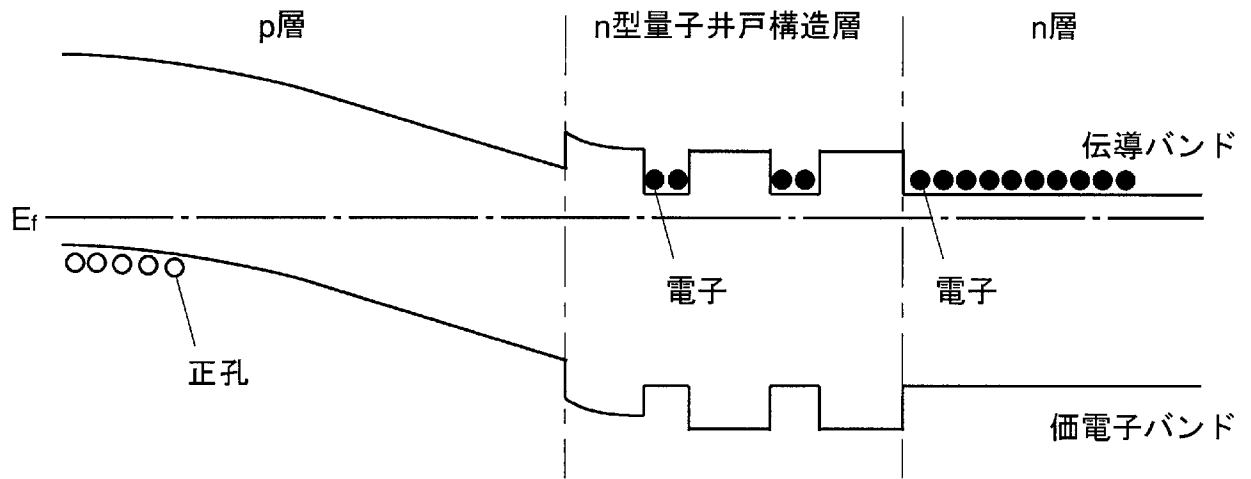 p層
n型量子井戸構造層
n層
伝導バンド
Ef
電子
電子
正孔
価電子バンド